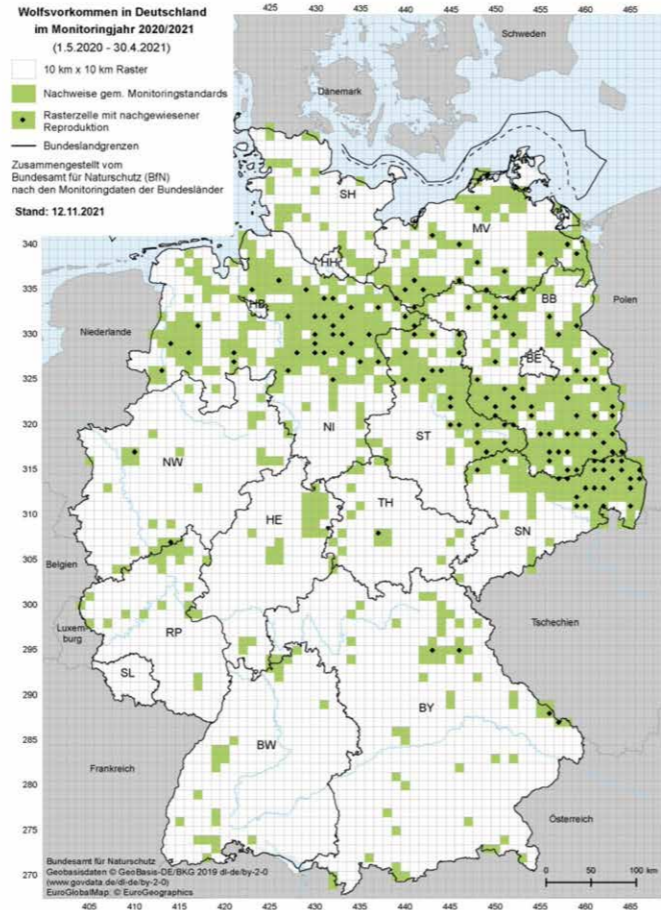 Wolfsvorkommen in Deutschland
im Monitoringjahr 2020/2021
(1.5.2020 - 30.4.2021)
10 km x 10 km Raster
Nachweise gem. Monitoringstandards
Rasterzelle mit nachgewiesener
Reproduktion
Bundeslandgrenzen
Zusammengestellt vom
Bundesamt für Naturschutz (BfN)
nach den Monitoringdaten der Bundesländer
Stand: 12.11.2021
425 430 435 440 445 450 455 460 465
Schweden
Dänemark
SH
MV
340
HH
335
HB
BB
Polen
330
Niederlande
BE
325
320
NI
ST
NW
315
TH
310
HE
SN
305
Belgien
300
Tschechien
Luxem-
burg
RP
295
SL
290
BY
285
BW
280
Frankreich
275
Österreich
270
Bundesamt für Naturschutz
Geobasisdaten © GeoBasis-DE/BKG 2019 dl-de/by-2-0
(www.govdata.de/dl-de/by-2-0)
EuroGlobalMap: © EuroGeographics
0 50 100 km
405 410 415 420 425 430 435 440 445 450 455 460 465